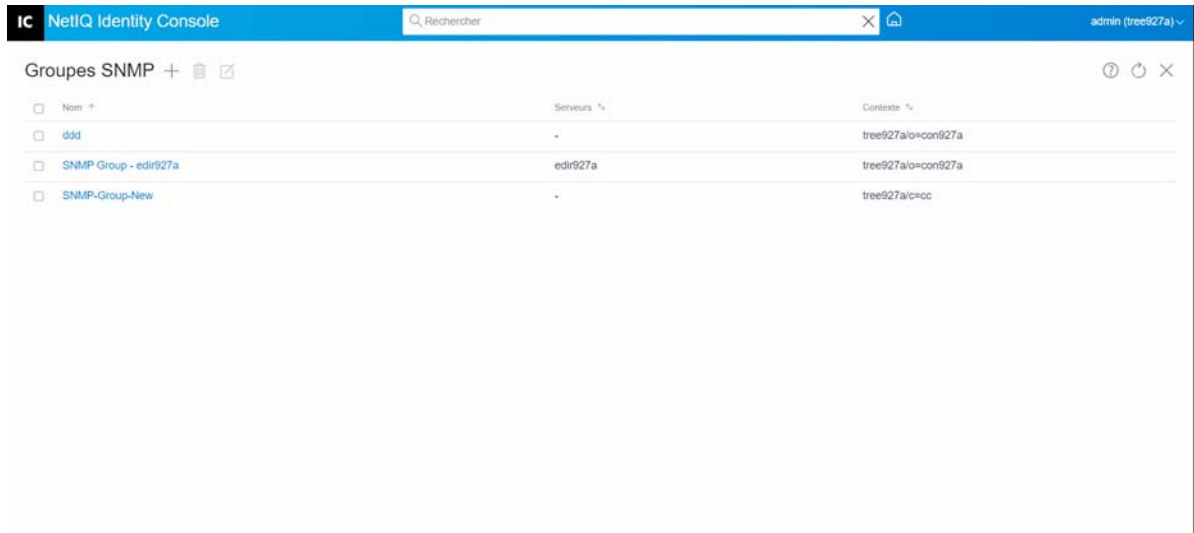 IC NetIQ Identity Console Rechercher admin (tree927a)
Groupes SNMP
Nom Serveurs Contexte
ddd - tree927a/o=con927a
SNMP Group - edir927a edir927a tree927a/o=con927a
SNMP-Group-New - tree927a/c=cc